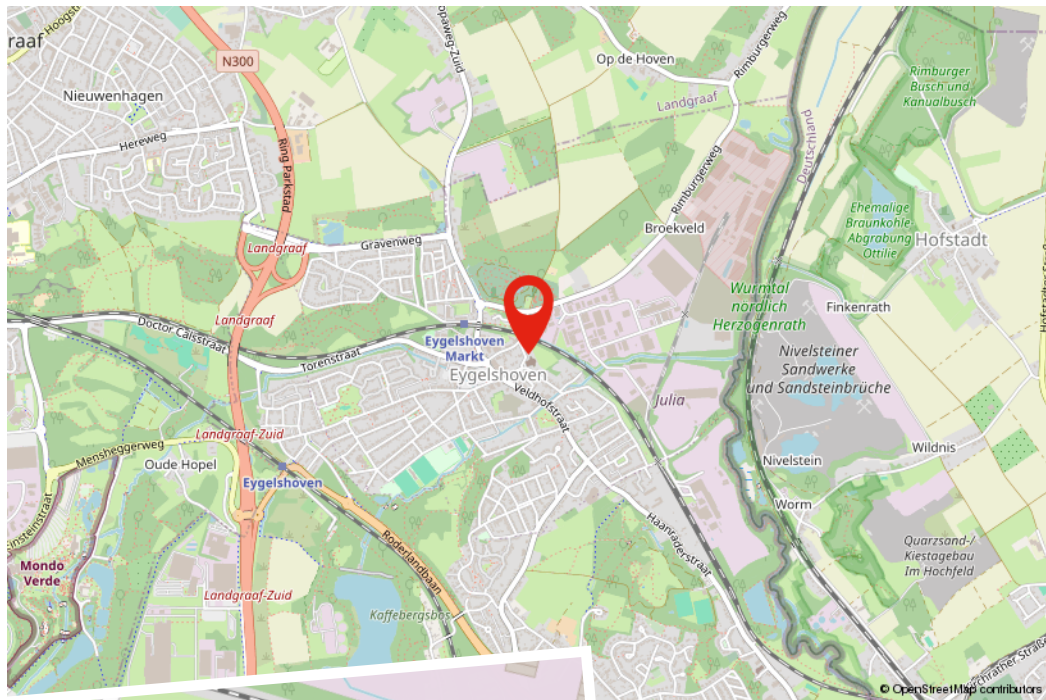 Hoogst
raaf
N300
opaweg-Zuid
Op de Hoven
Rimburgerweg
Rimburger
Busch und
Kanualbusch
Nieuwenhagen
Landgraaf
Hereweg
Ring Parkstad
Deutschland
Rimburgerweg
Ehemalige
Braunkohle-
Abgrabung
Ottilie
Hofstadt
Broekveld
Gravenweg
Landgraaf
Wurmtal
nördlich
Herzogenrath
Finkenrath
Landgraaf
Doctor Calsstraat
Eygelshoven
Markt
Torenstraat
Eygelshoven
Nivelsteiner
Sandwerke
und Sandsteinbrüche
Veldhofstraat
Julia
Landgraaf-Zuid
Mensheggerweg
Oude Hopel
Wildnis
Nivelstein
Eygelshoven
Worm
Haanraderstraat
einsteinstraat
Roderlandbaan
Quarzsand-/
Kiestagebau
Im Hochfeld
Mondo
Verde
Landgraaf-Zuid
Kaffebergsbos
© OpenStreetMap contributors